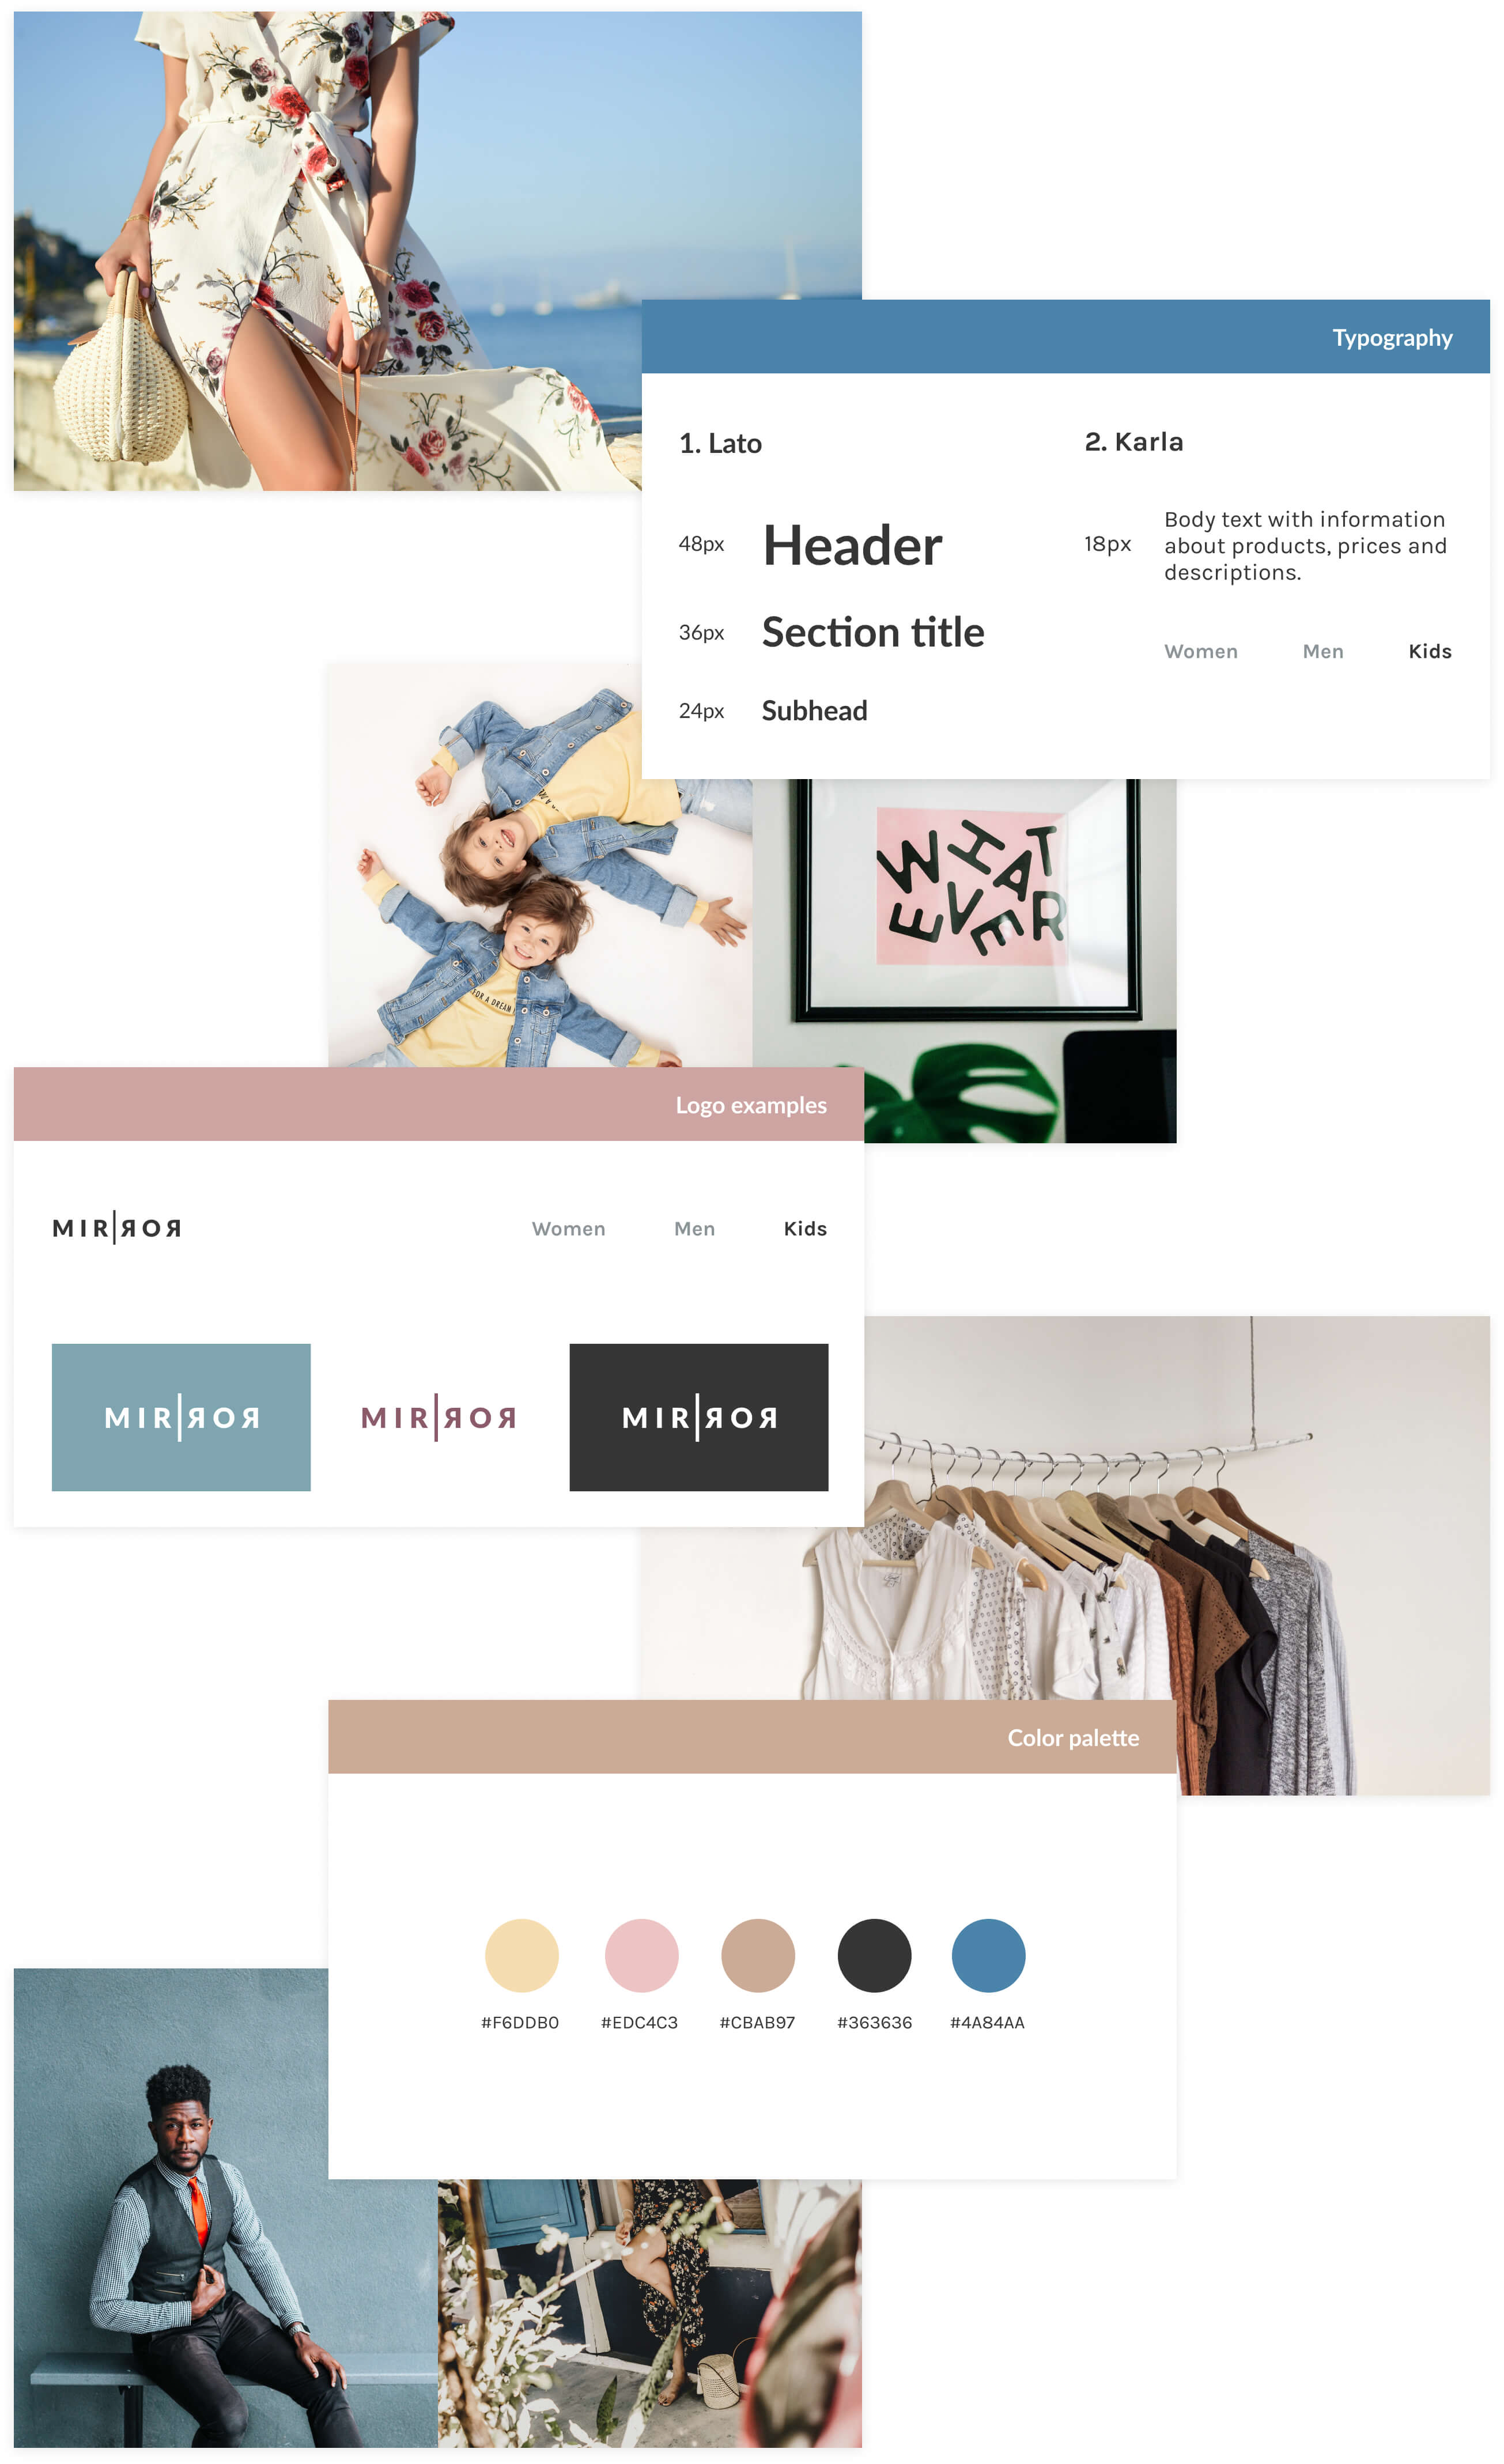 Typography
1. Lato
48px Header
36px Section title
24px Subhead
2. Karla
18px
Body text with information
about products, prices and
descriptions.
Women Men Kids
WHAT
EVER
FOR A DREAM
Logo examples
MIR|ЯOЯ
Women Men Kids
MIR|ЯOЯ
MIR|ЯOЯ
MIR|ЯOЯ
Color palette
#F6DDB0 #EDC4C3 #CBAB97 #363636 #4A84AA